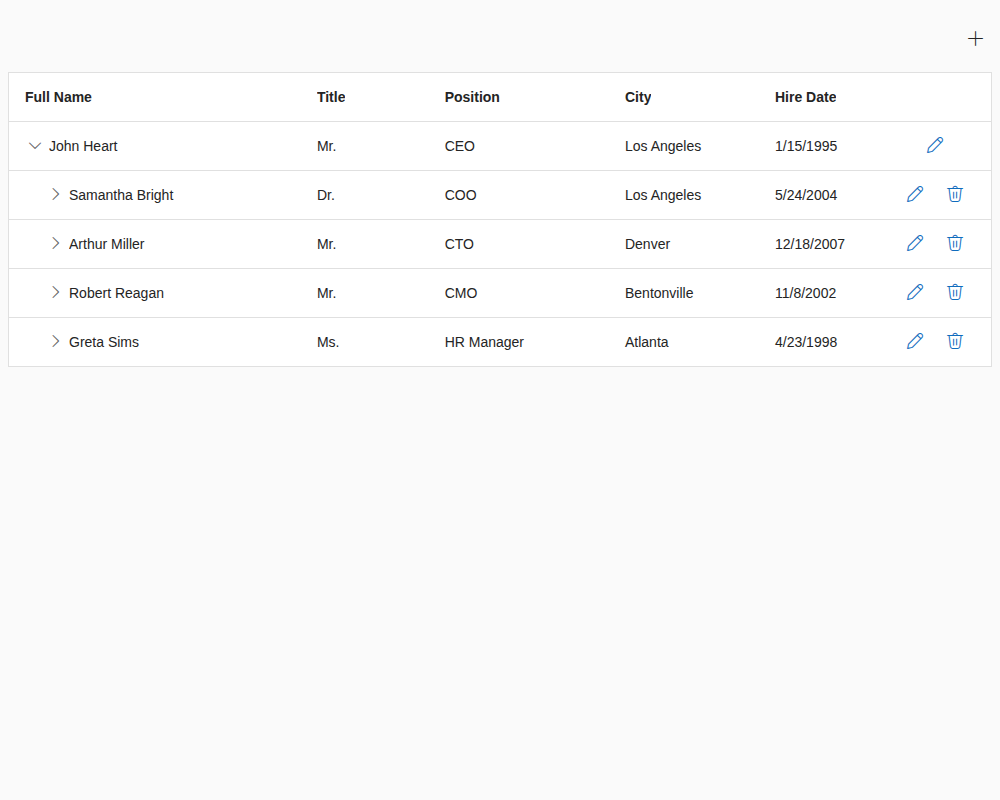 Full Name Title Position City Hire Date
John Heart Mr. CEO Los Angeles 1/15/1995
Samantha Bright Dr. COO Los Angeles 5/24/2004
Arthur Miller Mr. CTO Denver 12/18/2007
Robert Reagan Mr. CMO Bentonville 11/8/2002
Greta Sims Ms. HR Manager Atlanta 4/23/1998